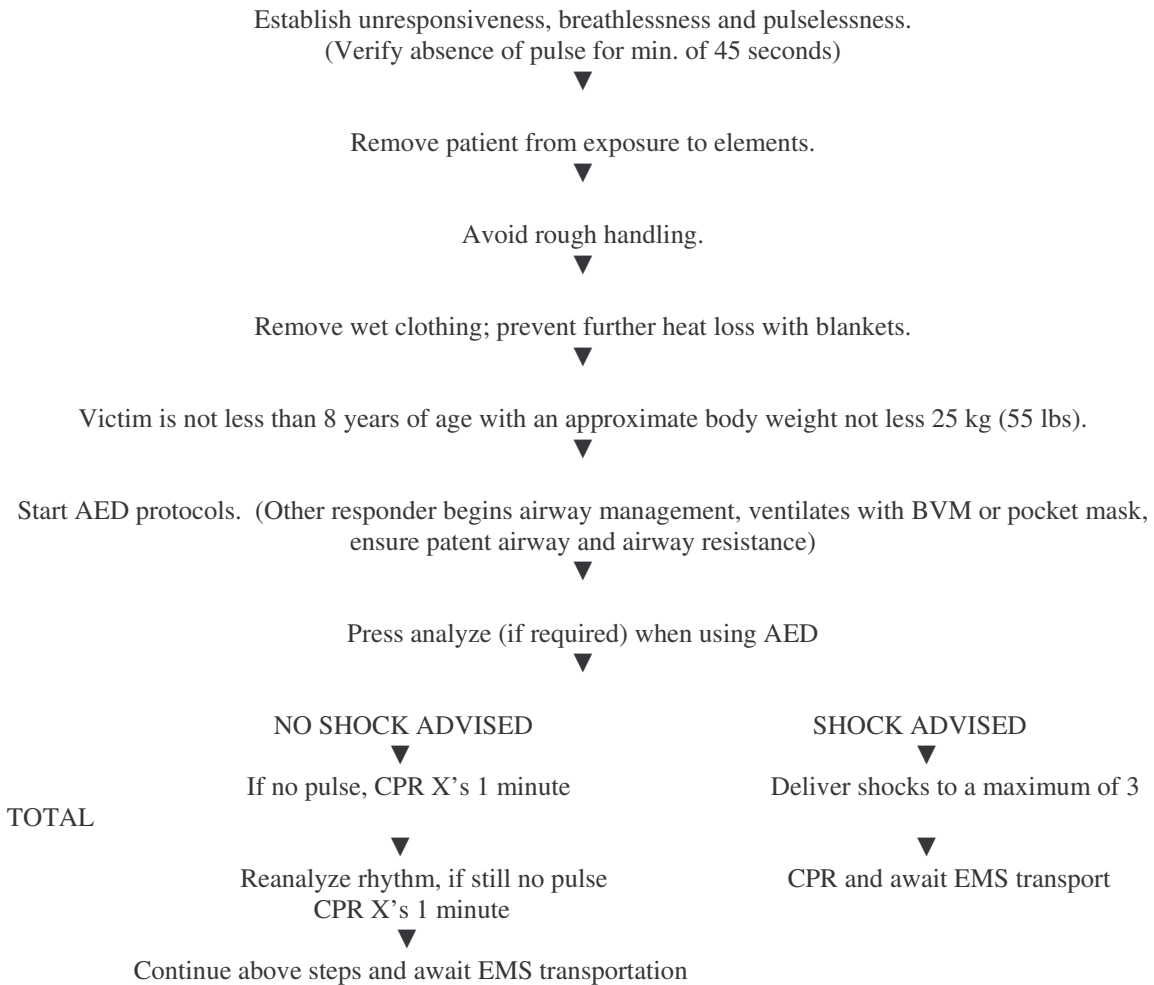 Establish unresponsiveness, breathlessness and pulselessness.
(Verify absence of pulse for min. of 45 seconds)
▼
Remove patient from exposure to elements.
▼
Avoid rough handling.
▼
Remove wet clothing; prevent further heat loss with blankets.
▼
Victim is not less than 8 years of age with an approximate body weight not less 25 kg (55 lbs).
▼
Start AED protocols.  (Other responder begins airway management, ventilates with BVM or pocket mask,
ensure patent airway and airway resistance)
▼
Press analyze (if required) when using AED
▼
NO SHOCK ADVISED SHOCK ADVISED
▼ ▼
If no pulse, CPR X’s 1 minute Deliver shocks to a maximum of 3
TOTAL
▼ ▼
Reanalyze rhythm, if still no pulse CPR and await EMS transport
CPR X’s 1 minute
▼
Continue above steps and await EMS transportation